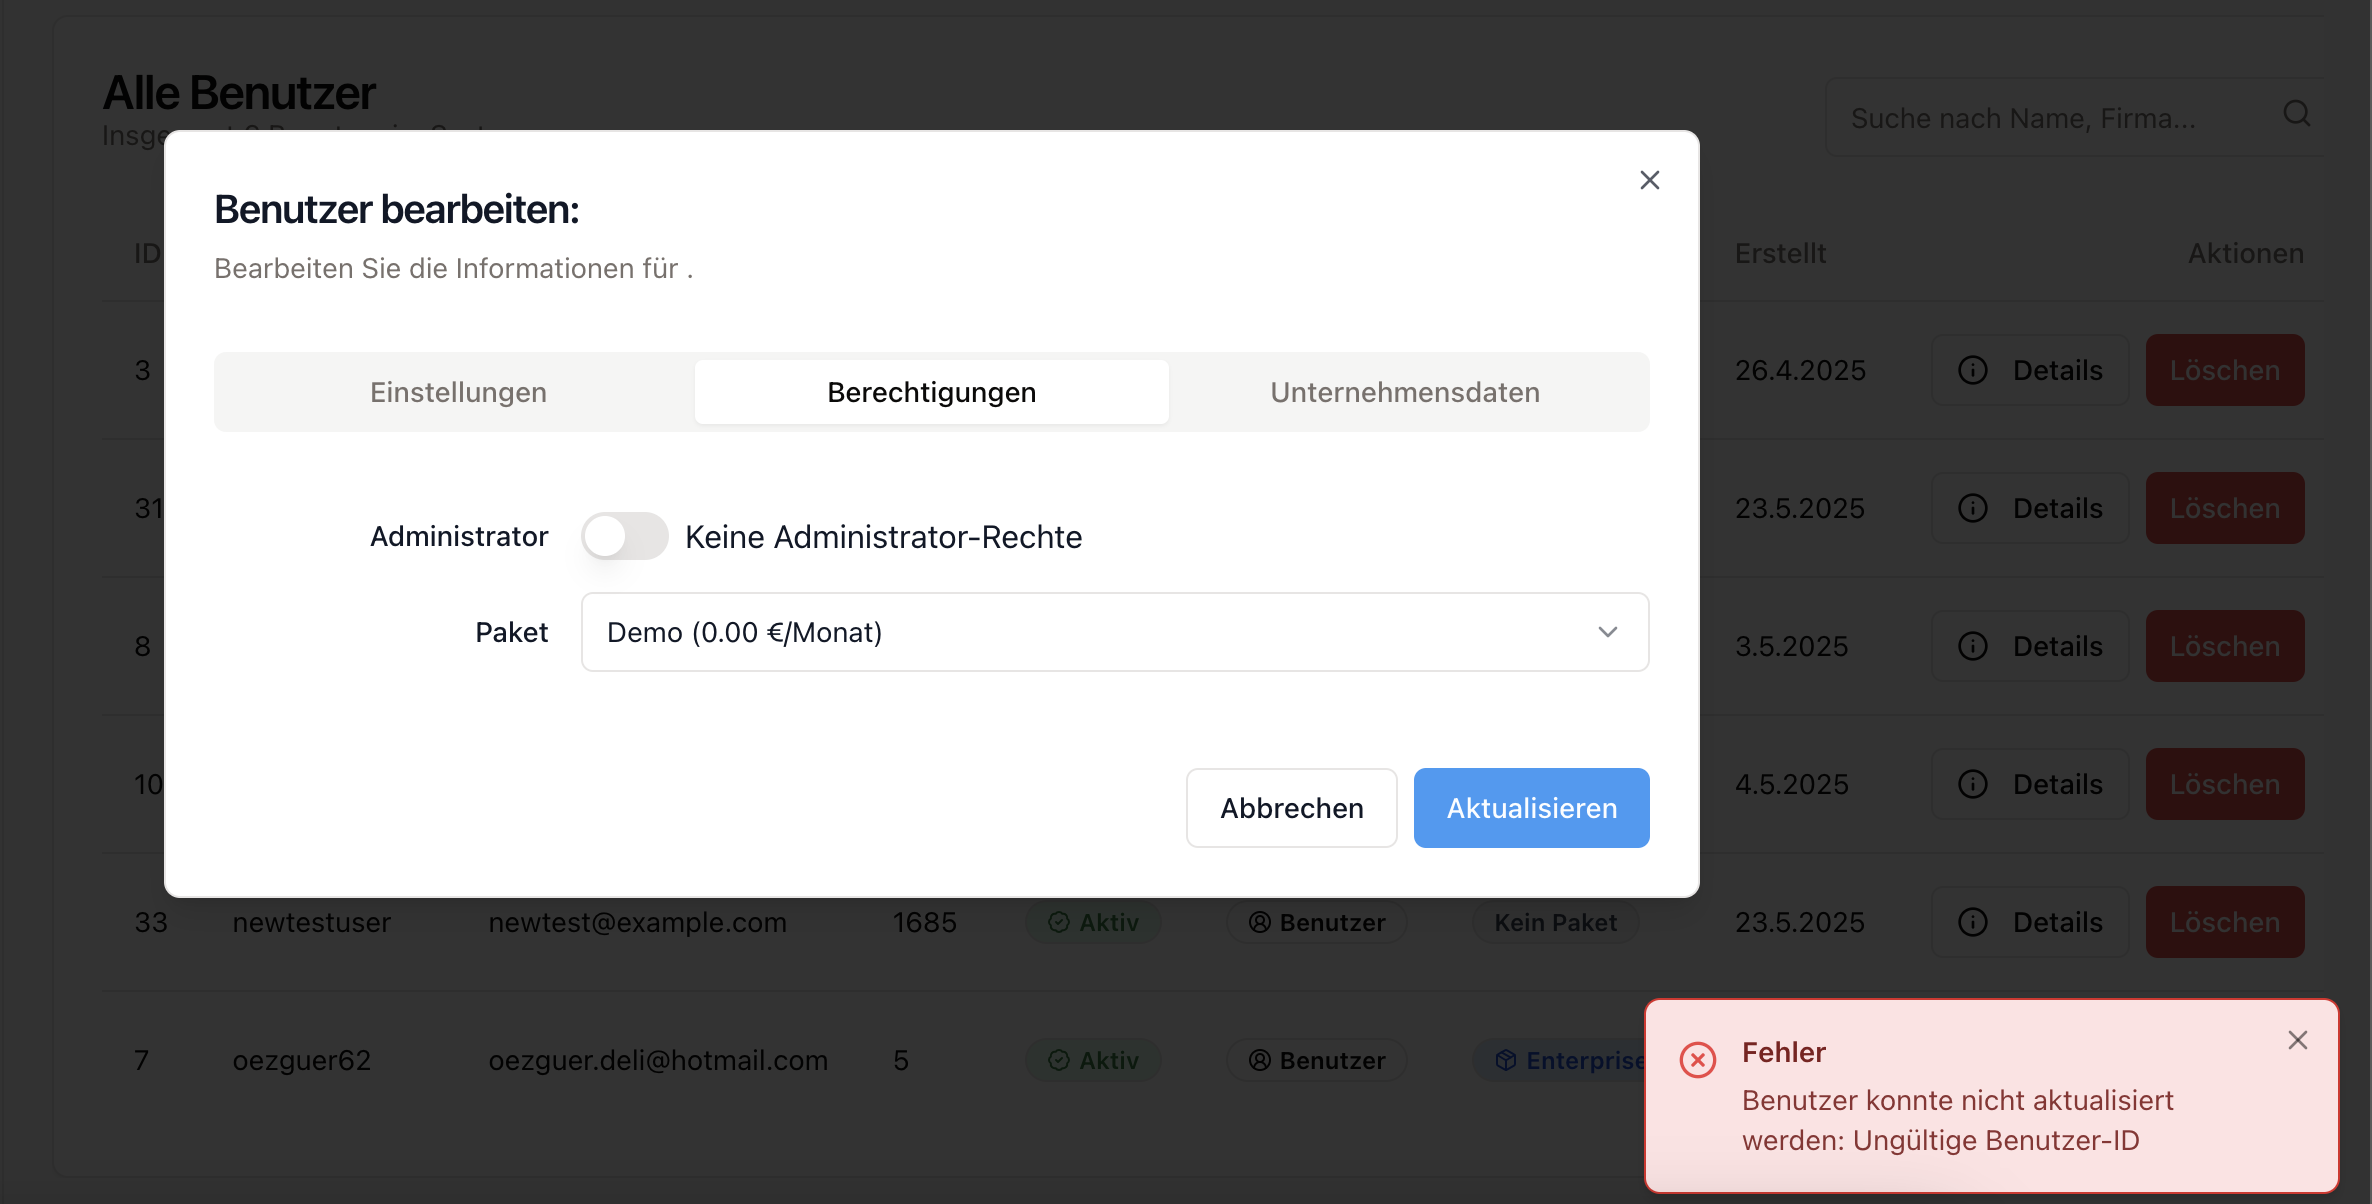 Alle Benutzer
Suche nach Name, Firma...
Benutzer bearbeiten:
Bearbeiten Sie die Informationen für .
ID
Erstellt
Aktionen
Einstellungen
Berechtigungen
Unternehmensdaten
3
26.4.2025
Details
Löschen
31
23.5.2025
Details
Löschen
Administrator
Keine Administrator-Rechte
Paket
Demo (0.00 €/Monat)
8
3.5.2025
Details
Löschen
10
4.5.2025
Details
Löschen
Abbrechen
Aktualisieren
33 newtestuser newtest@example.com 1685 Aktiv Benutzer Kein Paket 23.5.2025 Details Löschen
7 oezguer62 oezguer.deli@hotmail.com 5 Aktiv Benutzer Enterprise
Fehler
Benutzer konnte nicht aktualisiert
werden: Ungültige Benutzer-ID